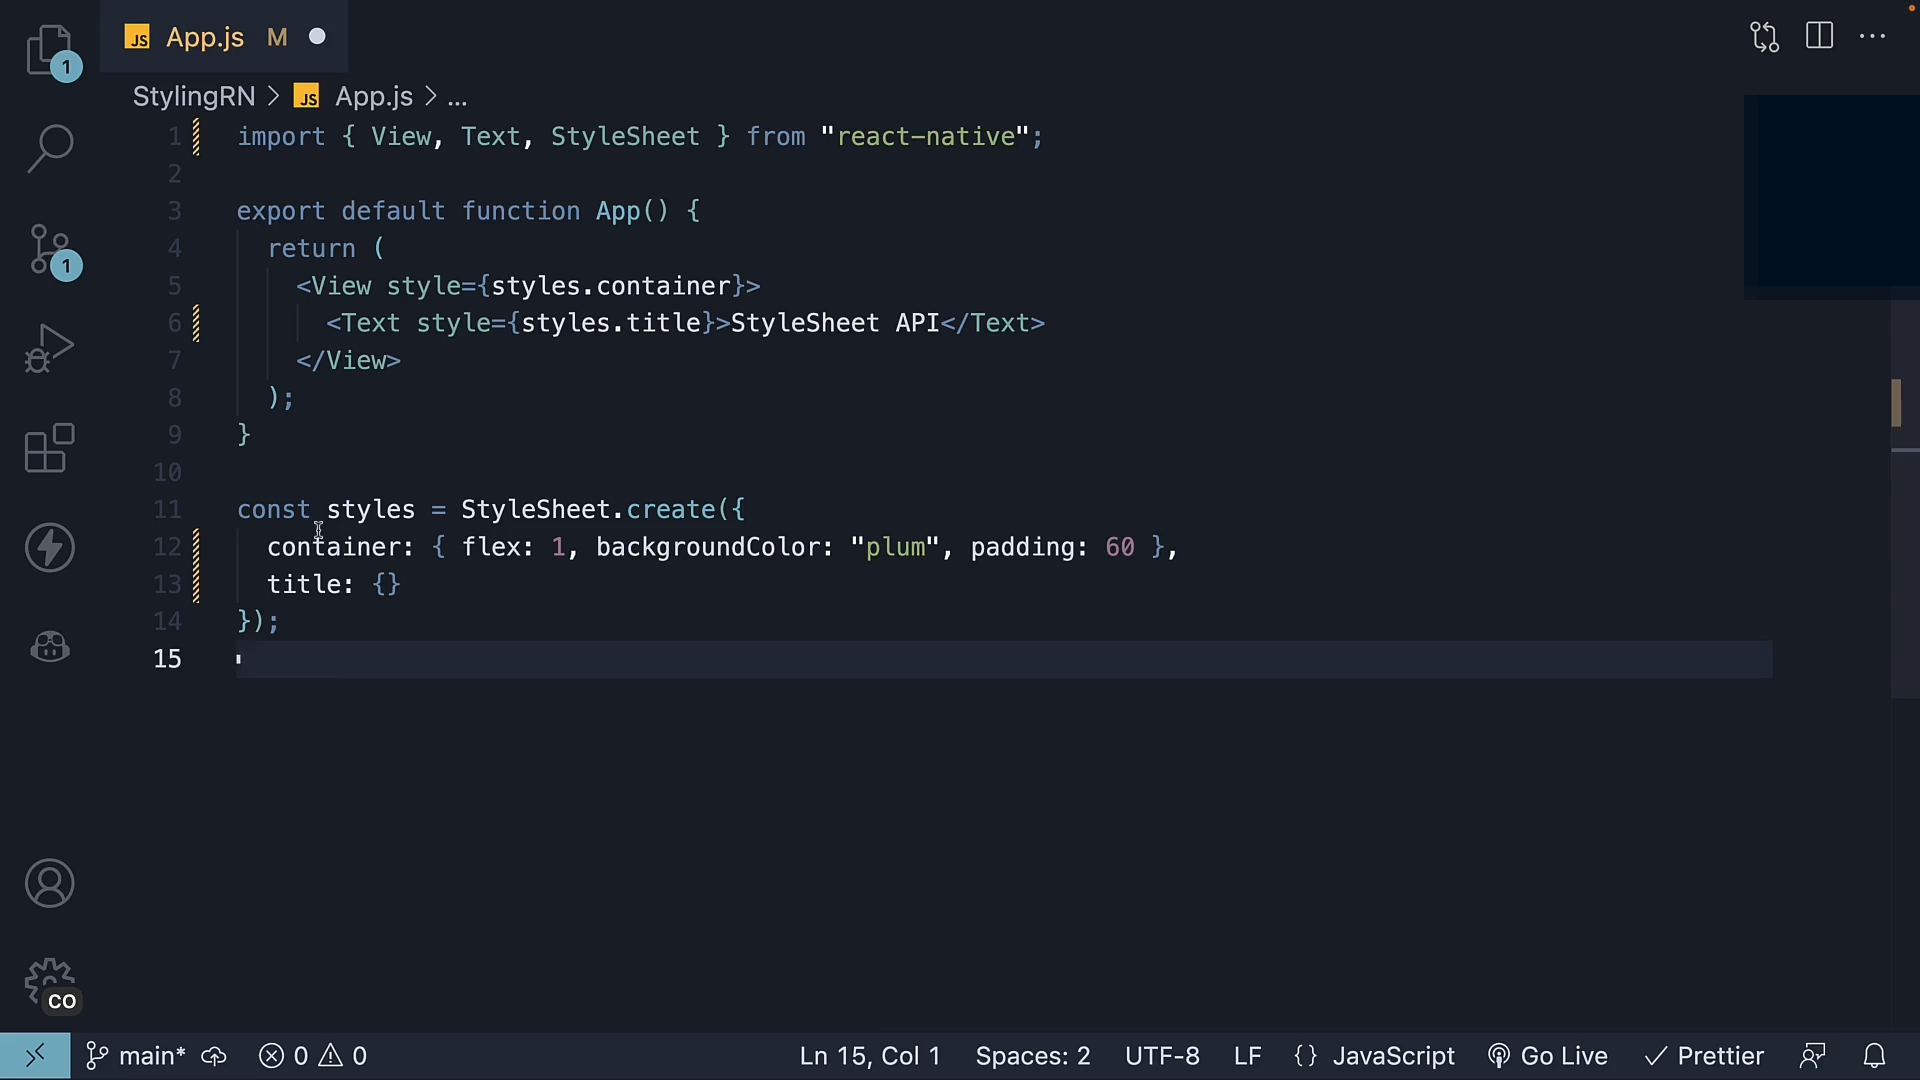 1
JS App.js M
StylingRN > JS App.js > ...
1 import { View, Text, StyleSheet } from "react-native";
2
3 export default function App() {
4 return (
5 <View style={styles.container}>
6 <Text style={styles.title}>StyleSheet API</Text>
7 </View>
8 );
9 }
10
11 const styles = StyleSheet.create({
12 container: { flex: 1, backgroundColor: "plum", padding: 60 },
13 title: {}
14 });
15
1
CO
main* 0 0 Ln 15, Col 1 Spaces: 2 UTF-8 LF {} JavaScript Go Live Prettier